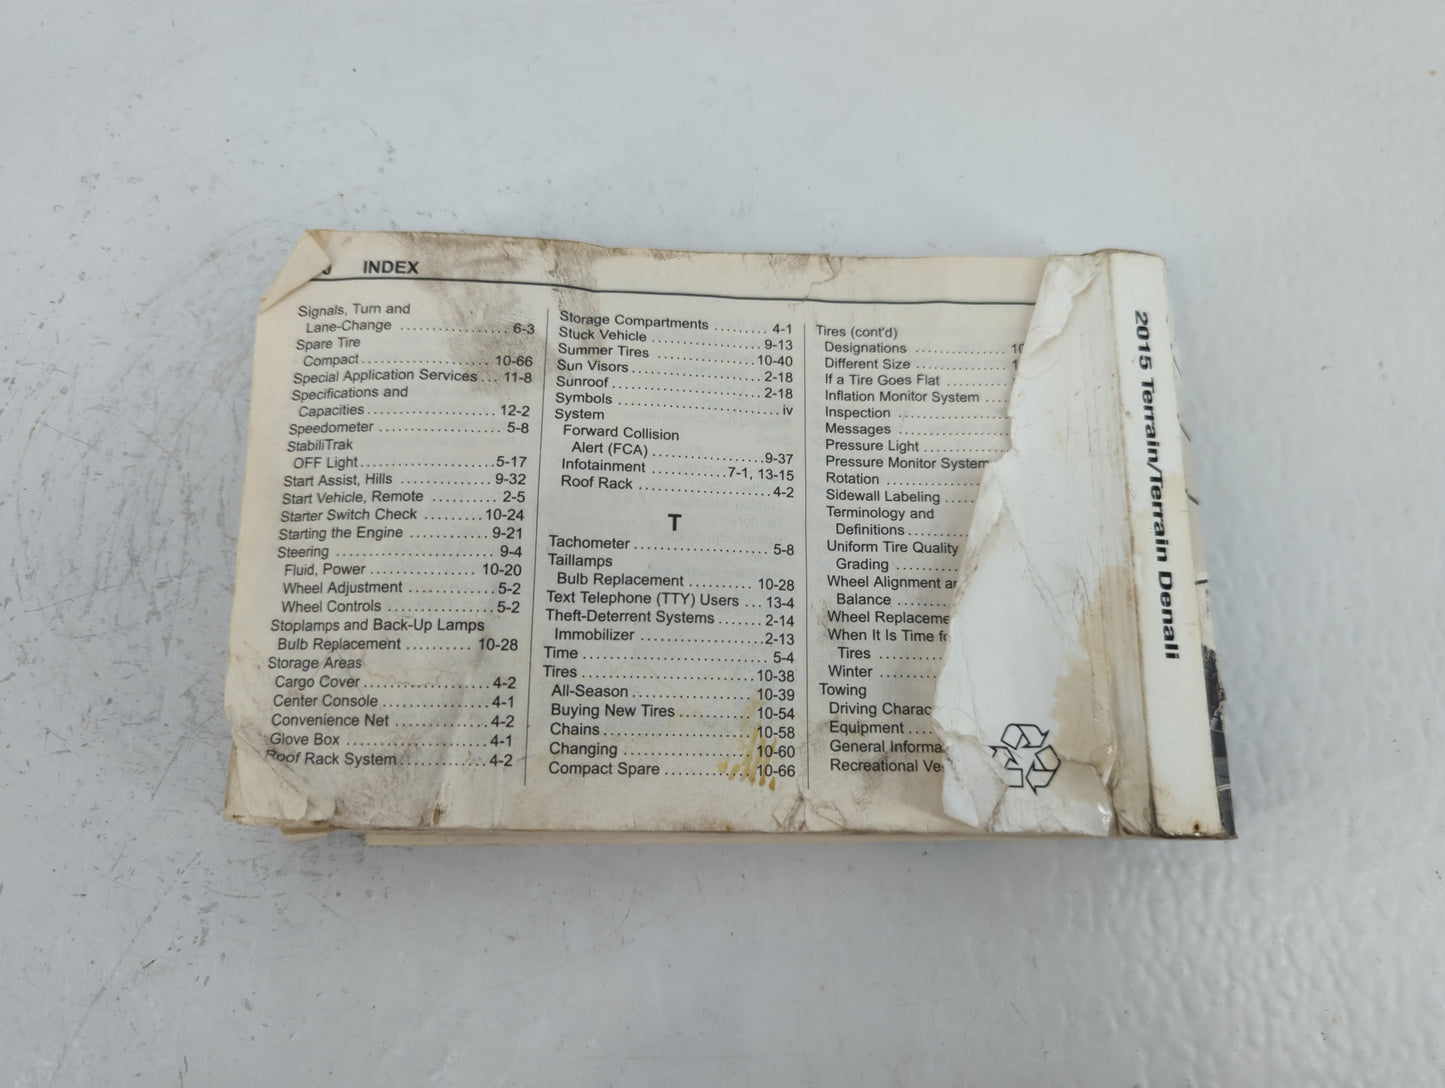 INDEX
Signals, Turn and
Lane-Change ................. 6-3
Spare Tire
Compact..................... 10-66
Special Application Services... 11-8
Specifications and
Capacities.................... 12-2
Speedometer ................... 5-8
StabiliTrak
OFF Light..................... 5-17
Start Assist, Hills ............... 9-32
Start Vehicle, Remote .......... 2-5
Starter Switch Check ......... 10-24
Starting the Engine ............ 9-21
Steering ......................... 9-4
Fluid, Power ................. 10-20
Wheel Adjustment ............. 5-2
Wheel Controls ................ 5-2
Stoplamps and Back-Up Lamps
Bulb Replacement .......... 10-28
Storage Areas
Cargo Cover ................... 4-2
Center Console ................ 4-1
Convenience Net .............. 4-2
Glove Box ...................... 4-1
Roof Rack System............. 4-2
Storage Compartments ........ 4-1
Stuck Vehicle .................. 9-13
Summer Tires ................. 10-40
Sun Visors...................... 2-18
Sunroof ......................... 2-18
Symbols ........................... iv
System
Forward Collision
Alert (FCA) ................... 9-37
Infotainment ............7-1, 13-15
Roof Rack ...................... 4-2
T
Tachometer ..................... 5-8
Taillamps
Bulb Replacement .......... 10-28
Text Telephone (TTY) Users ... 13-4
Theft-Deterrent Systems ....... 2-14
Immobilizer ................... 2-13
Time .............................. 5-4
Tires ............................ 10-38
All-Season ................... 10-39
Buying New Tires ........... 10-54
Chains ........................ 10-58
Changing ..................... 10-60
Compact Spare .............. 10-66
Tires (cont'd)
Designations ................ 10
Different Size ................ 1
If a Tire Goes Flat ...........
Inflation Monitor System .....
Inspection ..................
Messages ....................
Pressure Light ..............
Pressure Monitor System
Rotation ....................
Sidewall Labeling .....
Terminology and
Definitions ..........
Uniform Tire Quality
Grading ........
Wheel Alignment
Balance ........
Wheel
When It Is Time
Tires ..........
Winter .........
Towing
Driving
Equipment .....
General
Recreational
2015 Terrain/Terrain Denali